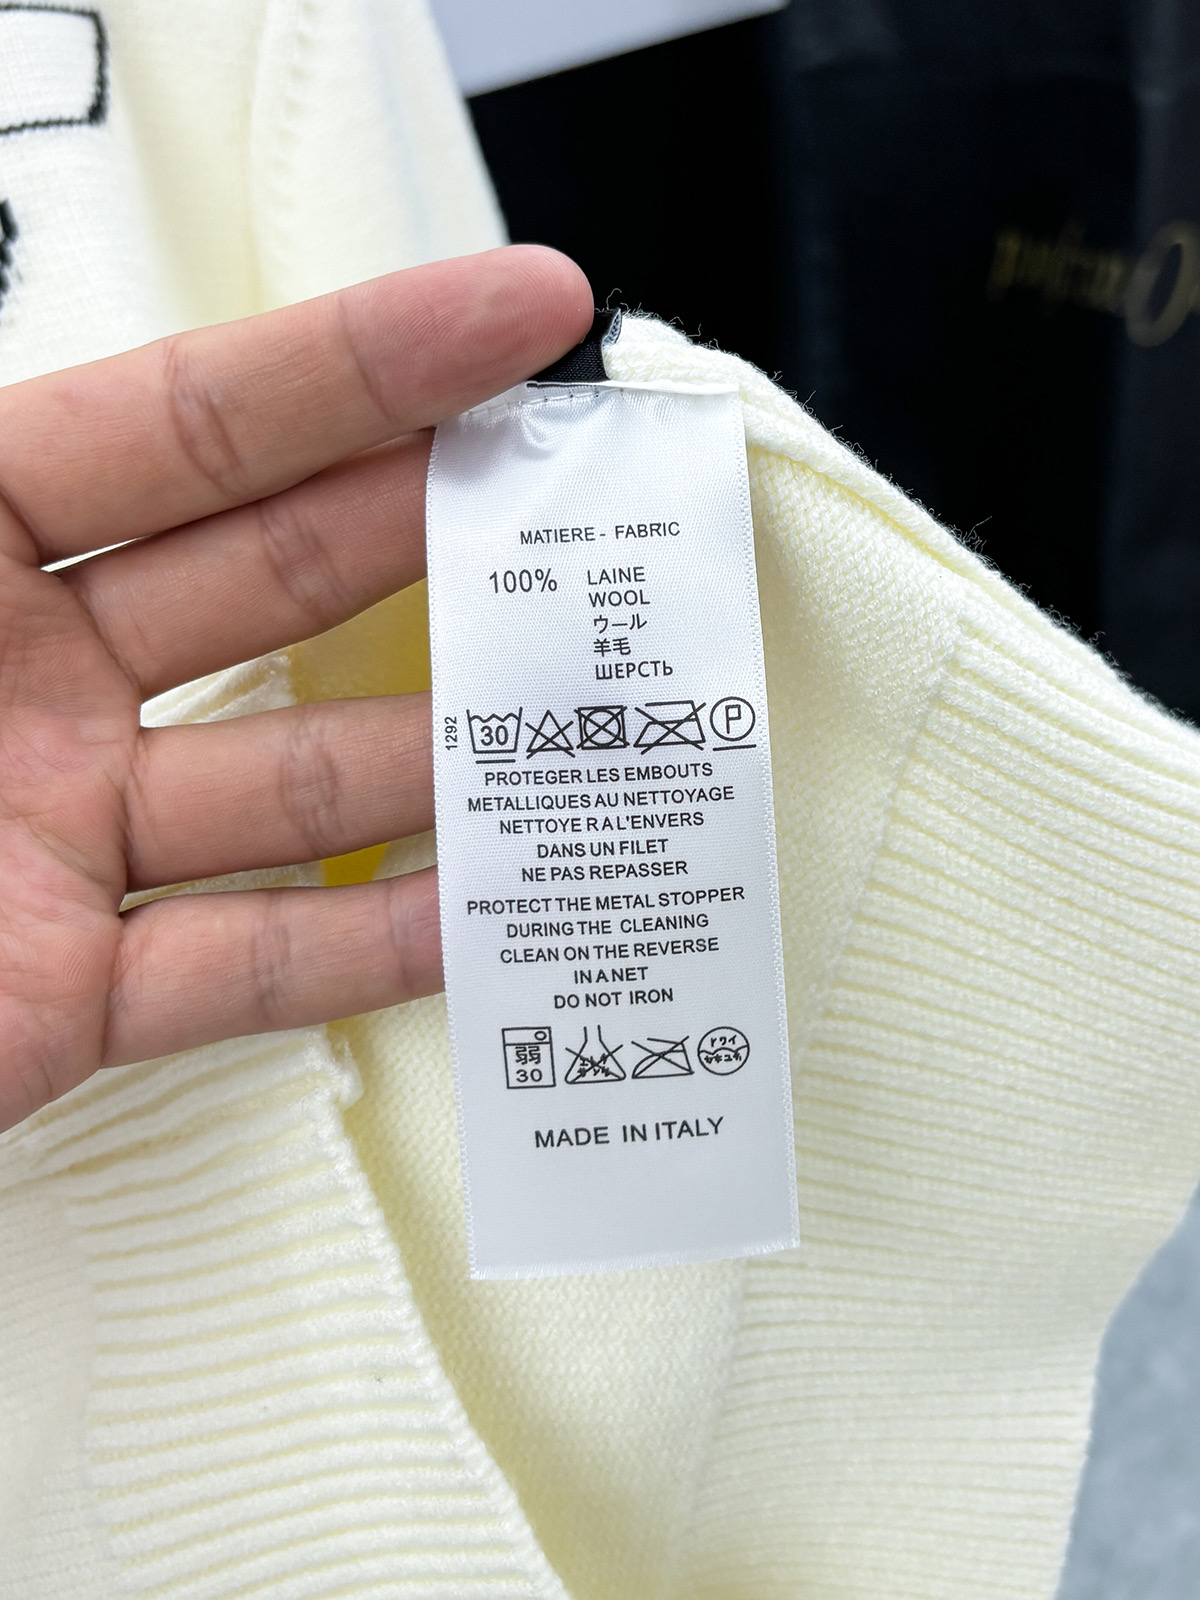 MATIERE - FABRIC
100% LAINE
WOOL
ウール
羊毛
ШЕРСТЬ
1292
30
P
PROTEGER LES EMBOUTS
METALLIQUES AU NETTOYAGE
NETTOYE R A L'ENVERS
DANS UN FILET
NE PAS REPASSER
PROTECT THE METAL STOPPER
DURING THE CLEANING
CLEAN ON THE REVERSE
IN A NET
DO NOT IRON
弱
30
MADE IN ITALY